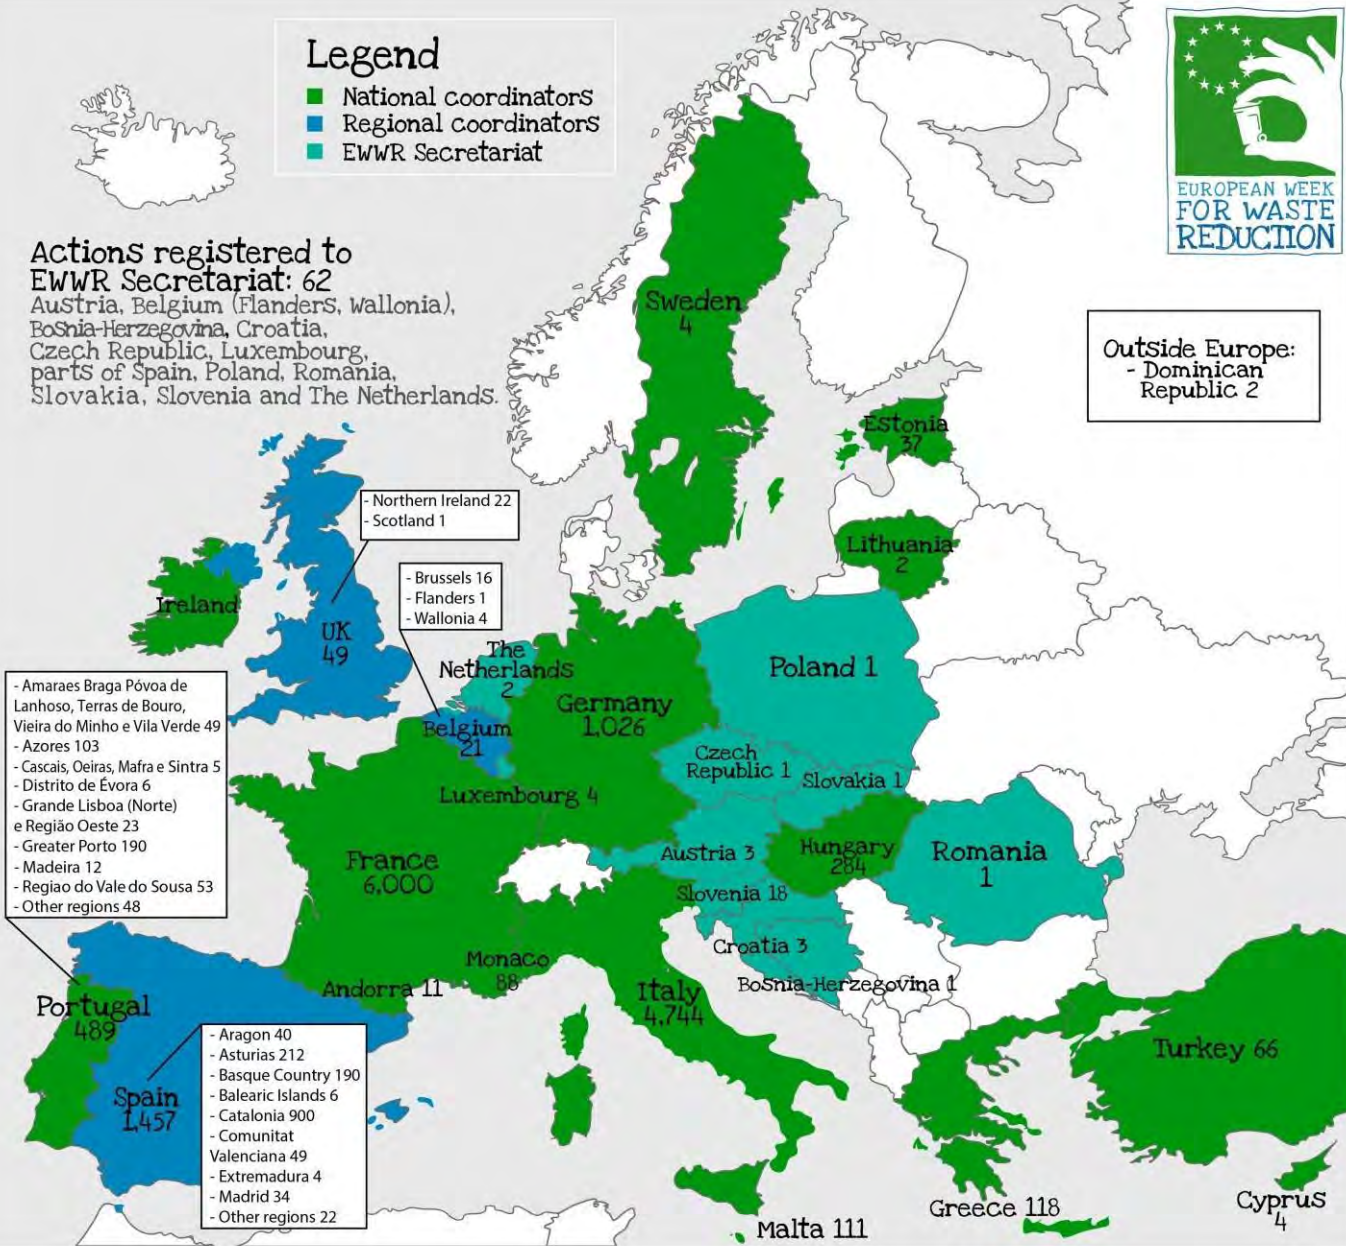 Legend
National coordinators
Regional coordinators
EWWR Secretariat
EUROPEAN WEEK
FOR WASTE
REDUCTION
Actions registered to
EWWR Secretariat: 62
Austria, Belgium (Flanders, Wallonia),
Bosnia-Herzegovina, Croatia,
Czech Republic, Luxembourg,
parts of Spain, Poland, Romania,
Slovakia, Slovenia and The Netherlands.
Outside Europe:
- Dominican
Republic 2
Sweden
4
Estonia
37
Lithuania
2
- Northern Ireland 22
- Scotland 1
Ireland
UK
49
- Brussels 16
- Flanders 1
- Wallonia 4
The
Netherlands
2
Belgium
21
Luxembourg 4
Germany
1,026
Poland 1
Czech
Republic 1
Slovakia 1
Austria 3
Hungary
284
Romania
1
Slovenia 18
Croatia 3
Bosnia-Herzegovina 1
France
6,000
Monaco
88
Andorra 11
Italy
4,744
- Amaraes Braga Póvoa de
Lanhoso, Terras de Bouro,
Vieira do Minho e Vila Verde 49
- Azores 103
- Cascais, Oeiras, Mafra e Sintra 5
- Distrito de Évora 6
- Grande Lisboa (Norte)
e Região Oeste 23
- Greater Porto 190
- Madeira 12
- Regiao do Vale do Sousa 53
- Other regions 48
Portugal
489
Spain
1,457
- Aragon 40
- Asturias 212
- Basque Country 190
- Balearic Islands 6
- Catalonia 900
- Comunitat
Valenciana 49
- Extremadura 4
- Madrid 34
- Other regions 22
Malta 111
Greece 118
Turkey 66
Cyprus
4